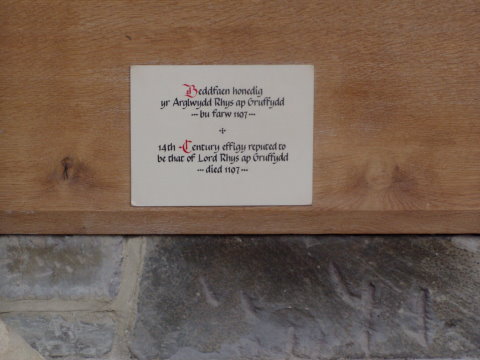 Beddfaen honedig
yr Arglwydd Rhys ap Gruffydd
--- bu farw 1197 ---
14th - Century effigy reputed to
be that of Lord Rhys ap Gruffydd
--- died 1197 ---